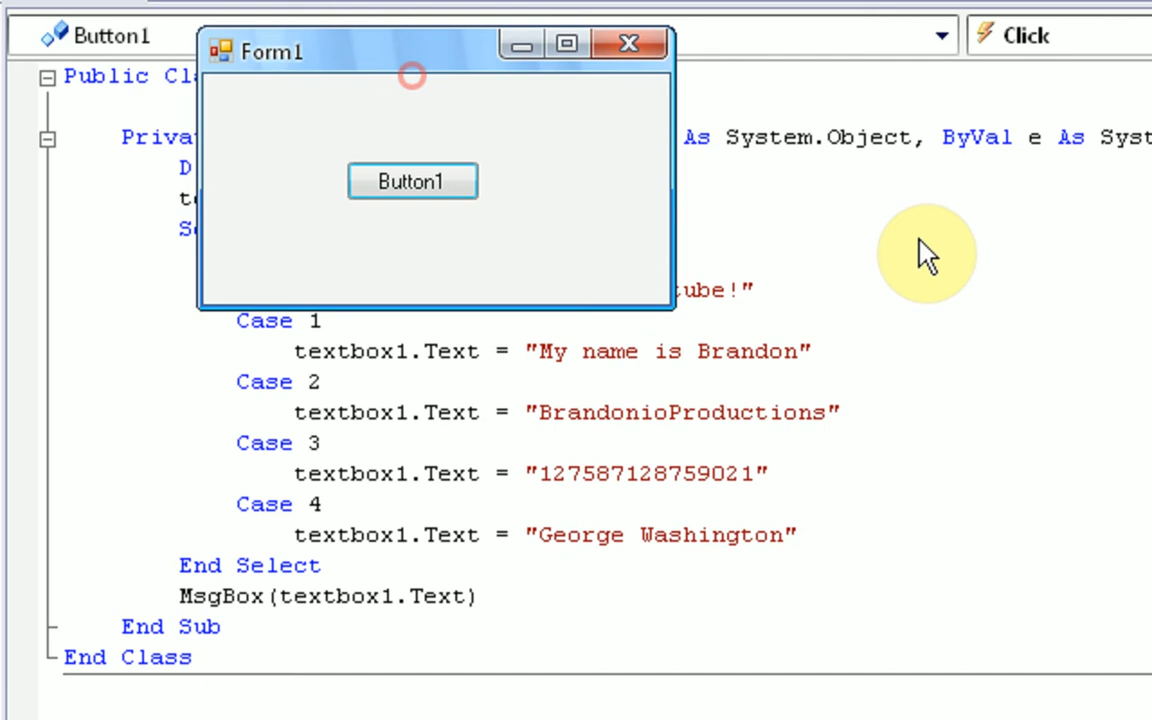 Button1
Click
Form1
Button1
Public Cl
Priva As System.Object, ByVal e As Syst
D
t
S
tube!"
Case 1
textbox1.Text = "My name is Brandon"
Case 2
textbox1.Text = "BrandonioProductions"
Case 3
textbox1.Text = "127587128759021"
Case 4
textbox1.Text = "George Washington"
End Select
MsgBox(textbox1.Text)
End Sub
End Class